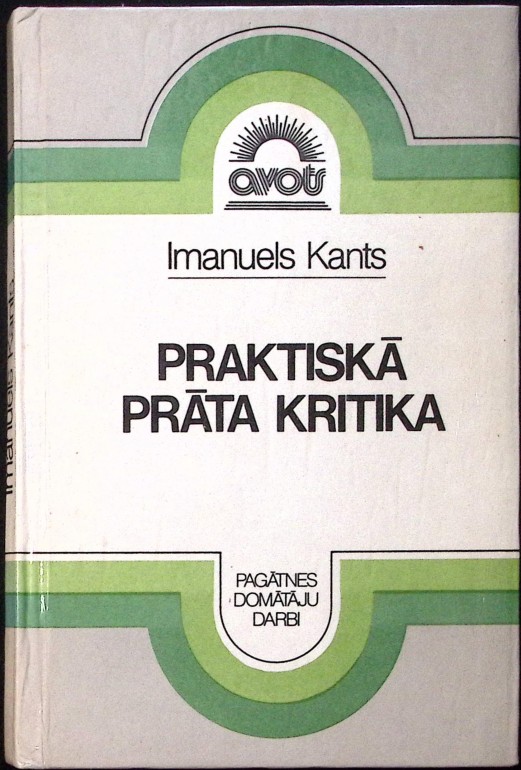 avots
Imanuels Kants
PRAKTISKĀ
PRĀTA KRITIKA
PAGĀTNES
DOMĀTĀJU
DARBI
Imanuels Kants